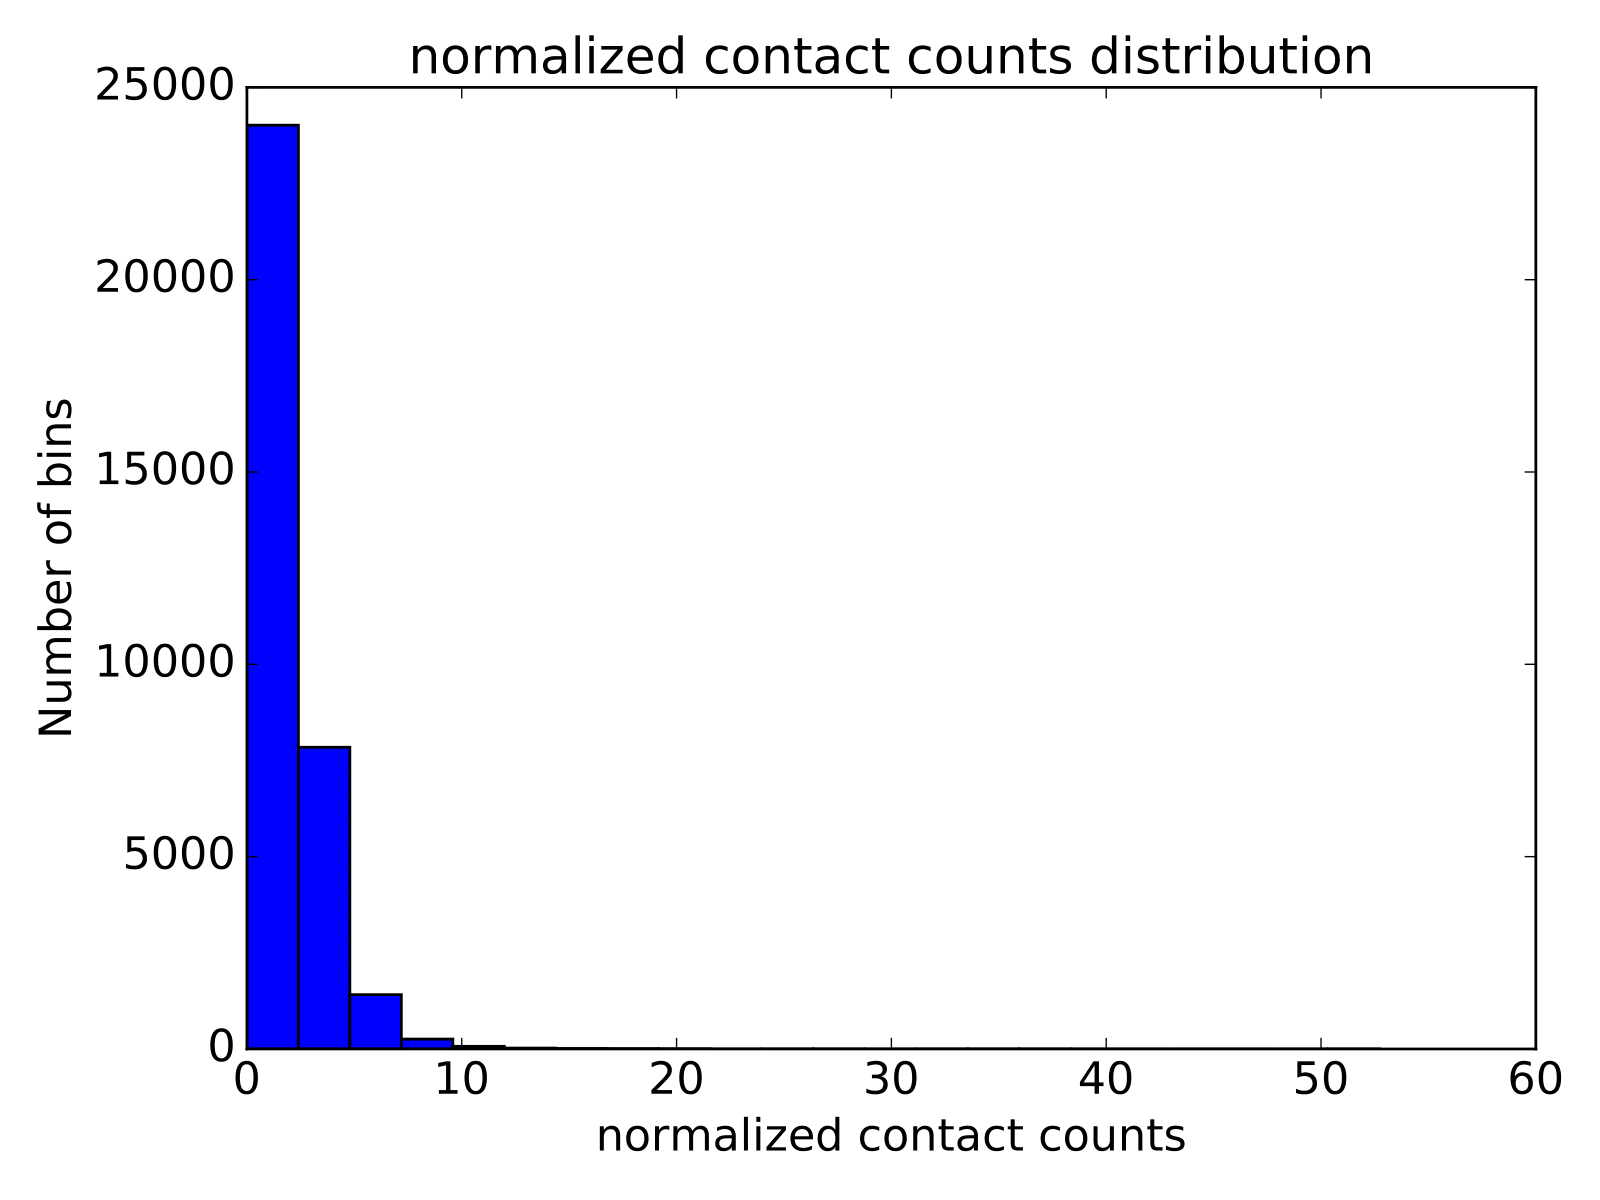 normalized contact counts distribution
25000
20000
15000
10000
5000
0
Number of bins
0 10 20 30 40 50 60
normalized contact counts